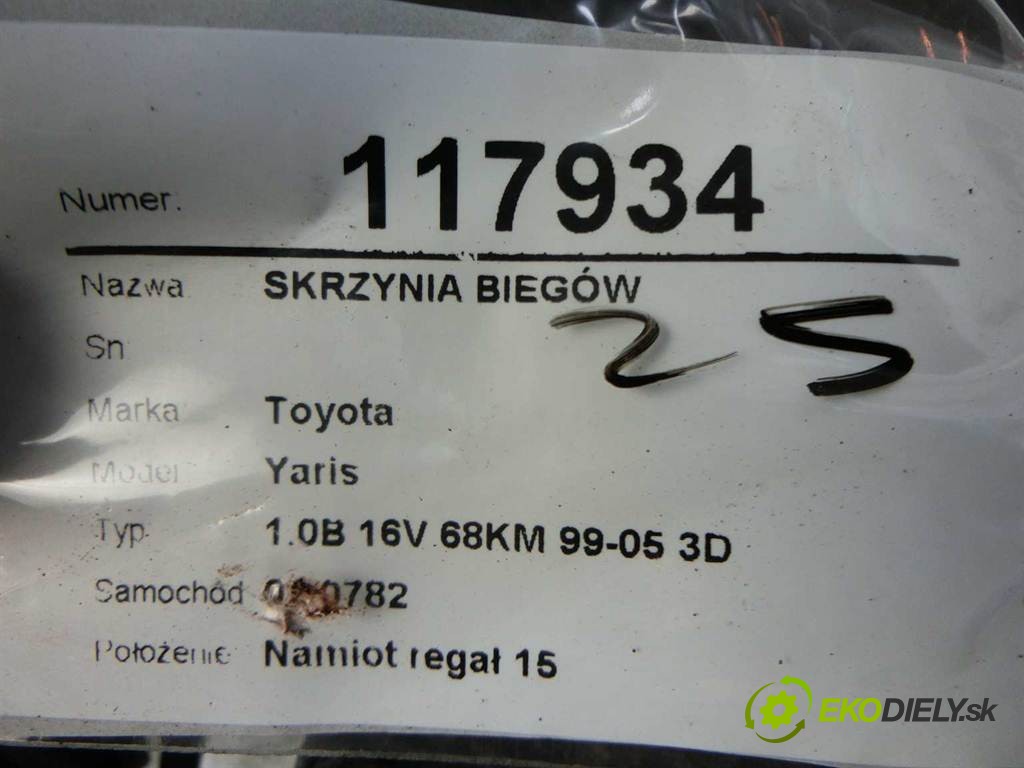 Numer: 117934
Nazwa SKRZYNIA BIEGÓW
25
Sn
Marka Toyota
Model Yaris
Typ 1.0B 16V 68KM 99-05 3D
Samochód
Położenie Namiot regał 15
EKODIELY.sk